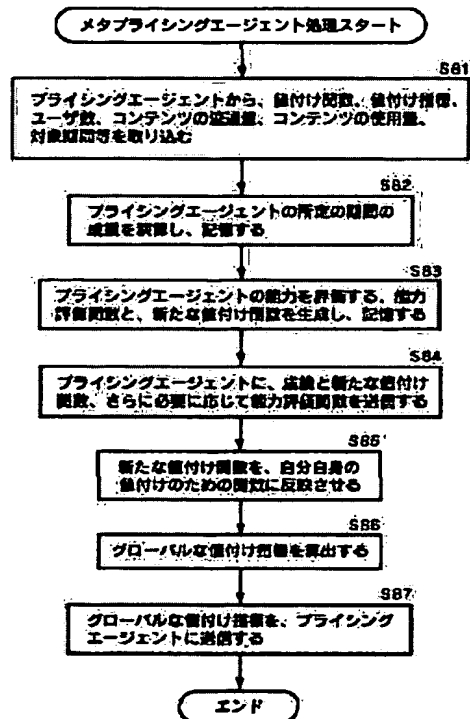 メタプライシングエージェント処理スタート
S81
プライシングエージェントから、値付け関数、値付け指標、
ユーザ数、コンテンツの流通量、コンテンツの使用量、
対象期間等を取り込む
S82
プライシングエージェントの所定の期間の
成績を演算し、記憶する
S83
プライシングエージェントの能力を評価する、能力
評価関数と、新たな値付け関数を生成し、記憶する
S84
プライシングエージェントに、成績と新たな値付け
関数、さらに必要に応じて能力評価関数を送信する
S85
新たな値付け関数を、自分自身の
値付けのための関数に反映させる
S86
グローバルな値付け指標を算出する
S87
グローバルな値付け指標を、プライシング
エージェントに送信する
エンド